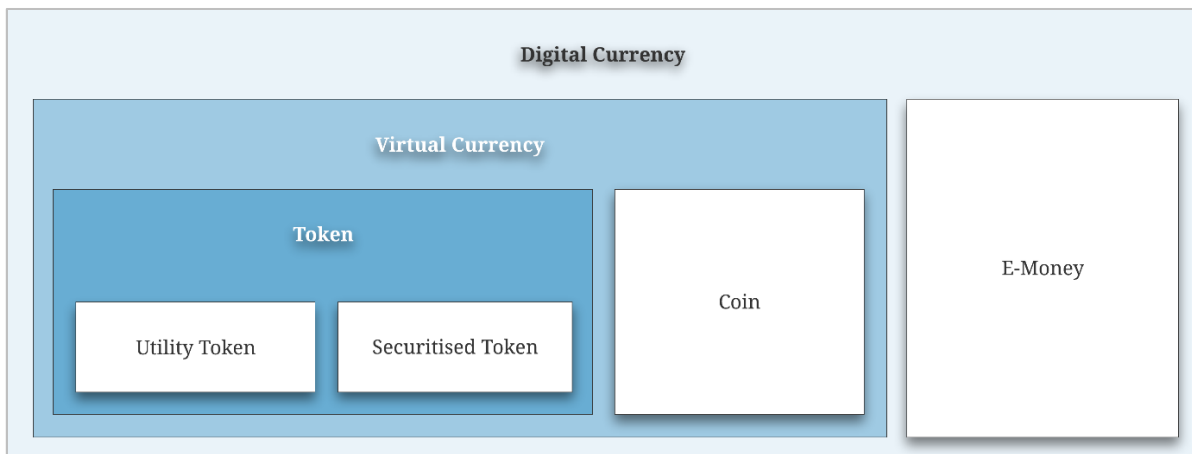 Digital Currency
Virtual Currency
Token
Utility Token
Securitised Token
Coin
E-Money